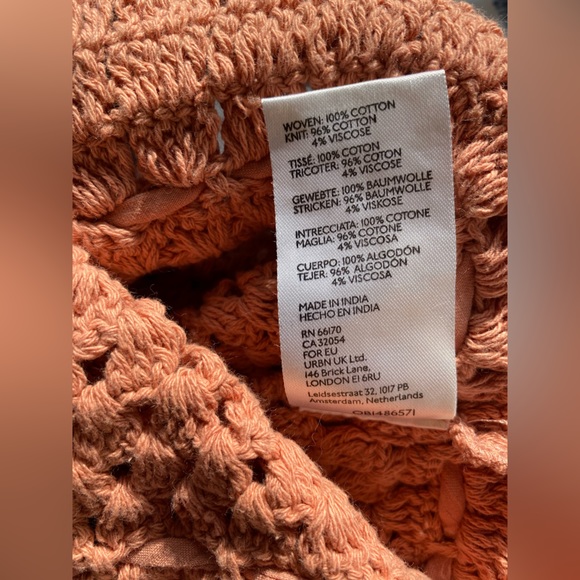 WOVEN: 100% COTTON
KNIT: 96% COTTON
4% VISCOSE
TISSÉ: 100% COTON
TRICOTER: 96% COTON
4% VISCOSE
GEWEBTE: 100% BAUMWOLLE
STRICKEN: 96% BAUMWOLLE
4% VISKOSE
INTRECCIATA: 100% COTONE
MAGLIA: 96% COTONE
4% VISCOSA
CUERPO: 100% ALGODÓN
TEJER: 96% ALGODÓN
4% VISCOSA
MADE IN INDIA
HECHO EN INDIA
RN 66170
CA 32054
FOR EU
URBN UK Ltd.
146 Brick Lane,
LONDON E1 6RU
Leidsestraat 32, 1017 PB
Amsterdam, Netherlands
OB1486571